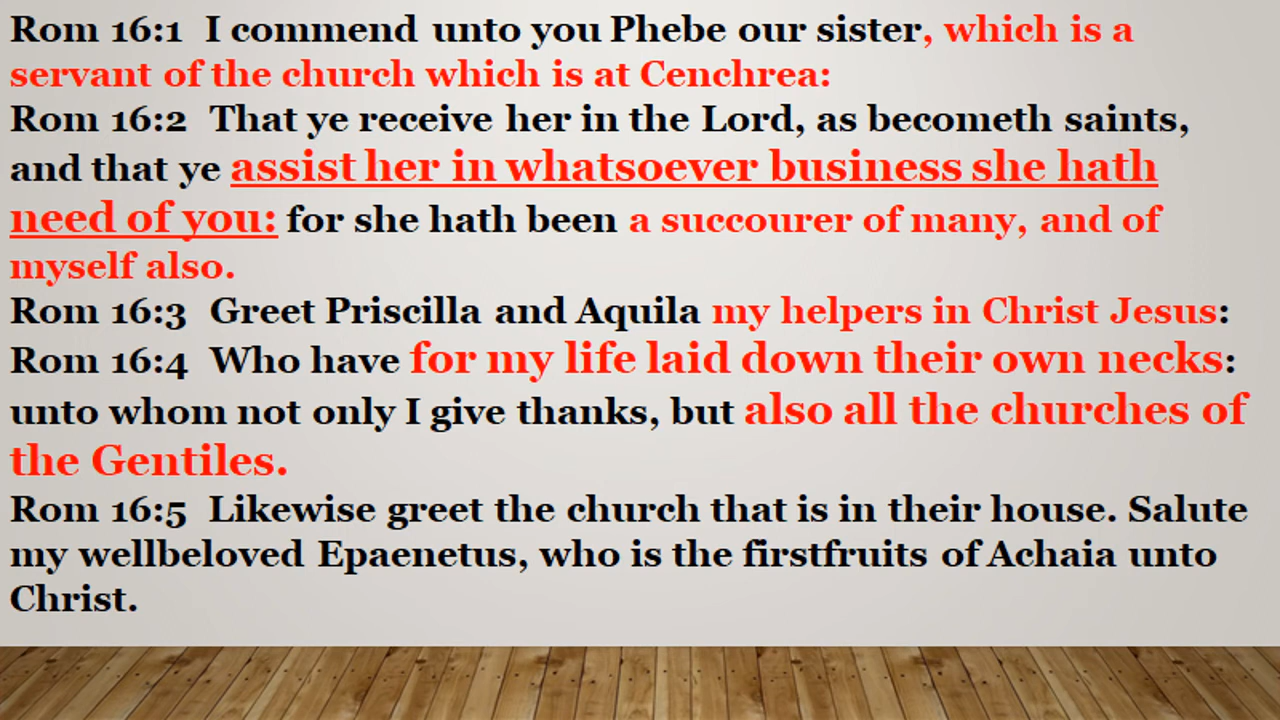 Rom 16:1  I commend unto you Phebe our sister, which is a
servant of the church which is at Cenchrea:
Rom 16:2  That ye receive her in the Lord, as becometh saints,
and that ye assist her in whatsoever business she hath
need of you: for she hath been a succourer of many, and of
myself also.
Rom 16:3  Greet Priscilla and Aquila my helpers in Christ Jesus:
Rom 16:4  Who have for my life laid down their own necks:
unto whom not only I give thanks, but also all the churches of
the Gentiles.
Rom 16:5  Likewise greet the church that is in their house. Salute
my wellbeloved Epaenetus, who is the firstfruits of Achaia unto
Christ.